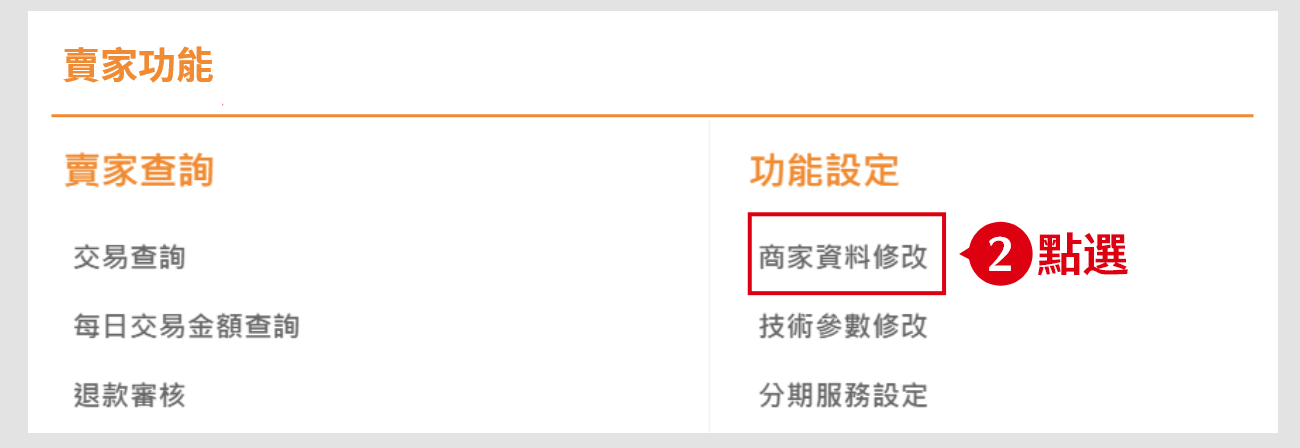 賣家功能
賣家查詢
交易查詢
每日交易金額查詢
退款審核
功能設定
商家資料修改
2 點選
技術參數修改
分期服務設定